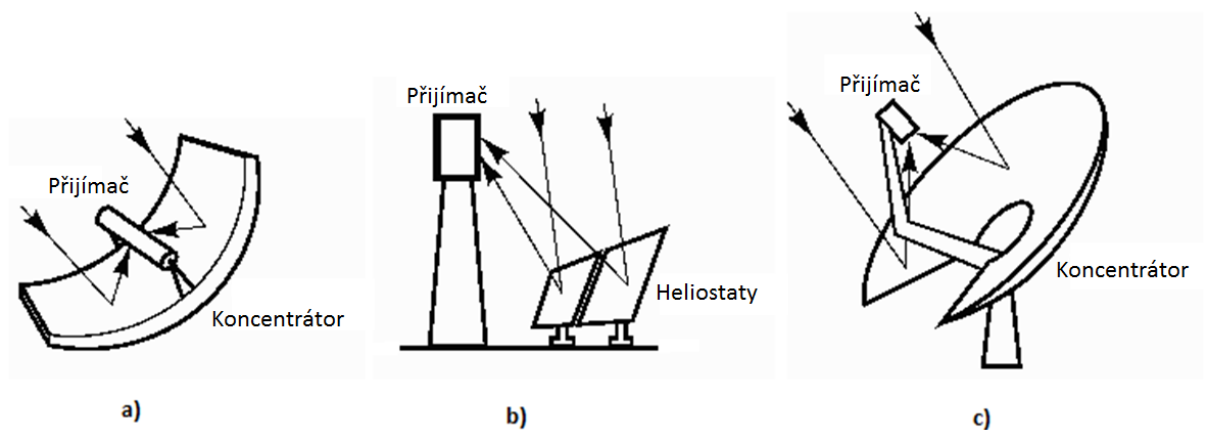 Přijímač
Koncentrátor
a)
Přijímač
Heliostaty
b)
Přijímač
Koncentrátor
c)